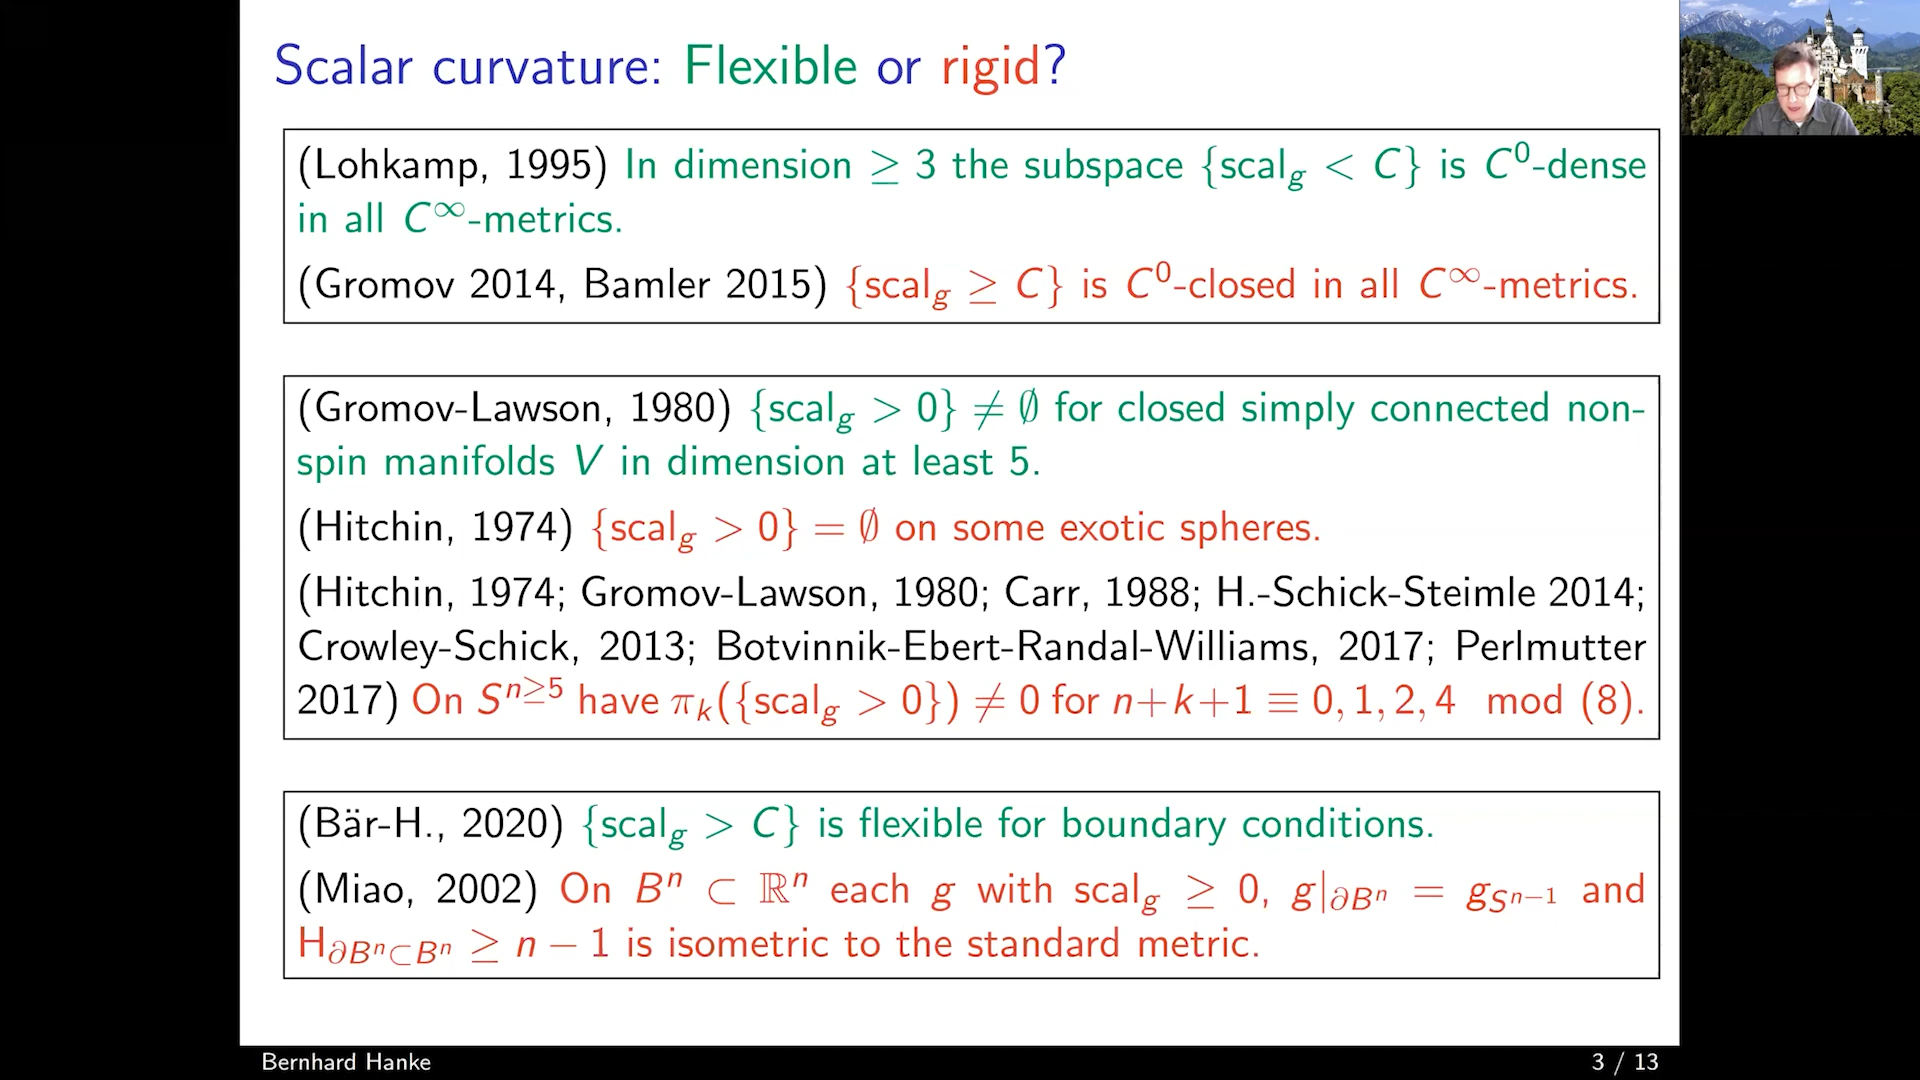 Scalar curvature: Flexible or rigid?
(Lohkamp, 1995) In dimension ≥ 3 the subspace {scal_g < C} is C⁰-dense
in all C^∞-metrics.
(Gromov 2014, Bamler 2015) {scal_g ≥ C} is C⁰-closed in all C^∞-metrics.
(Gromov-Lawson, 1980) {scal_g > 0} ≠ ∅ for closed simply connected non-
spin manifolds V in dimension at least 5.
(Hitchin, 1974) {scal_g > 0} = ∅ on some exotic spheres.
(Hitchin, 1974; Gromov-Lawson, 1980; Carr, 1988; H.-Schick-Steimle 2014;
Crowley-Schick, 2013; Botvinnik-Ebert-Randal-Williams, 2017; Perlmutter
2017) On S^{n≥5} have π_k({scal_g > 0}) ≠ 0 for n+k+1 ≡ 0, 1, 2, 4 mod (8).
(Bär-H., 2020) {scal_g > C} is flexible for boundary conditions.
(Miao, 2002) On B^n ⊂ ℝ^n each g with scal_g ≥ 0, g|_{∂B^n} = g_{S^{n−1}} and
H_{∂B^n⊂B^n} ≥ n − 1 is isometric to the standard metric.
Bernhard Hanke
3 / 13